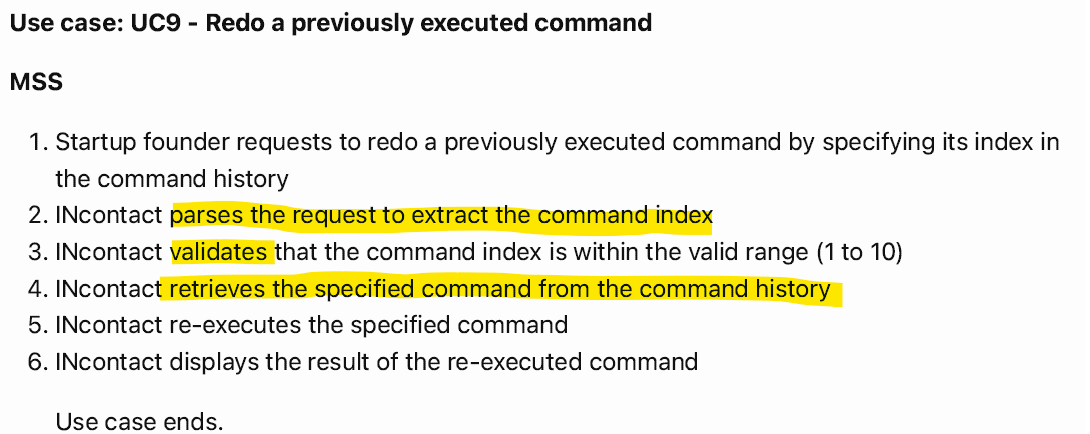 Use case: UC9 - Redo a previously executed command
MSS
1. Startup founder requests to redo a previously executed command by specifying its index in
the command history
2. INcontact parses the request to extract the command index
3. INcontact validates that the command index is within the valid range (1 to 10)
4. INcontact retrieves the specified command from the command history
5. INcontact re-executes the specified command
6. INcontact displays the result of the re-executed command
Use case ends.